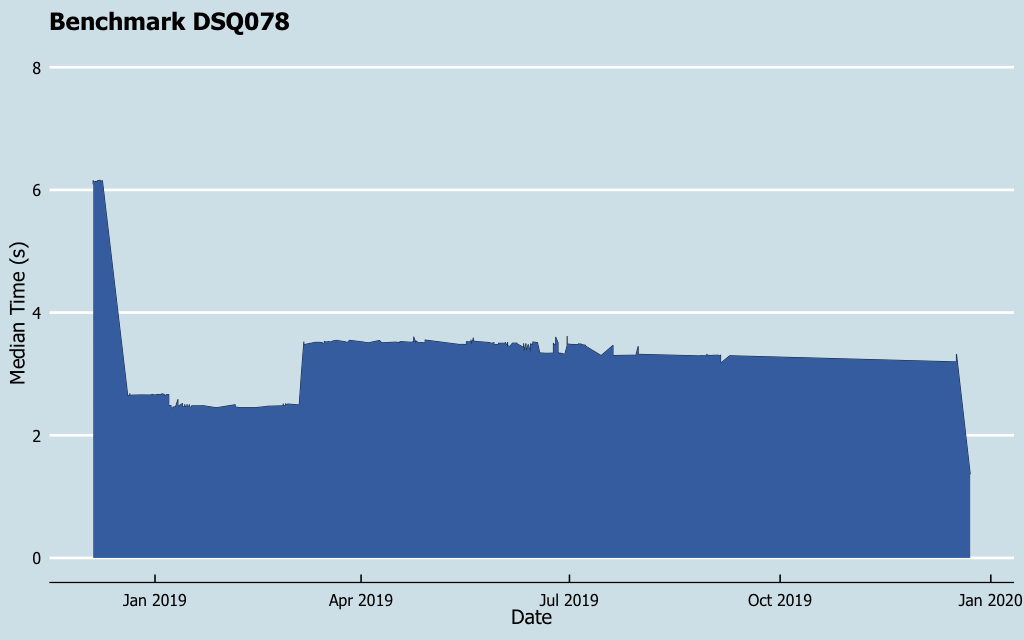 Benchmark DSQ078
8
6
4
2
0
Median Time (s)
Jan 2019
Apr 2019
Jul 2019
Oct 2019
Jan 2020
Date